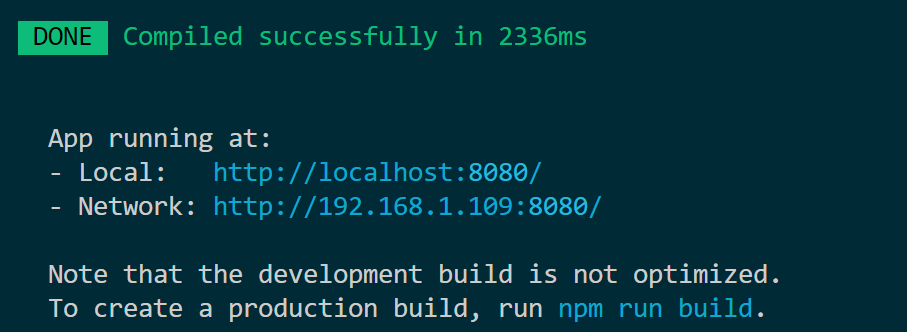 DONE Compiled successfully in 2336ms
App running at:
- Local: http://localhost:8080/
- Network: http://192.168.1.109:8080/
Note that the development build is not optimized.
To create a production build, run npm run build.